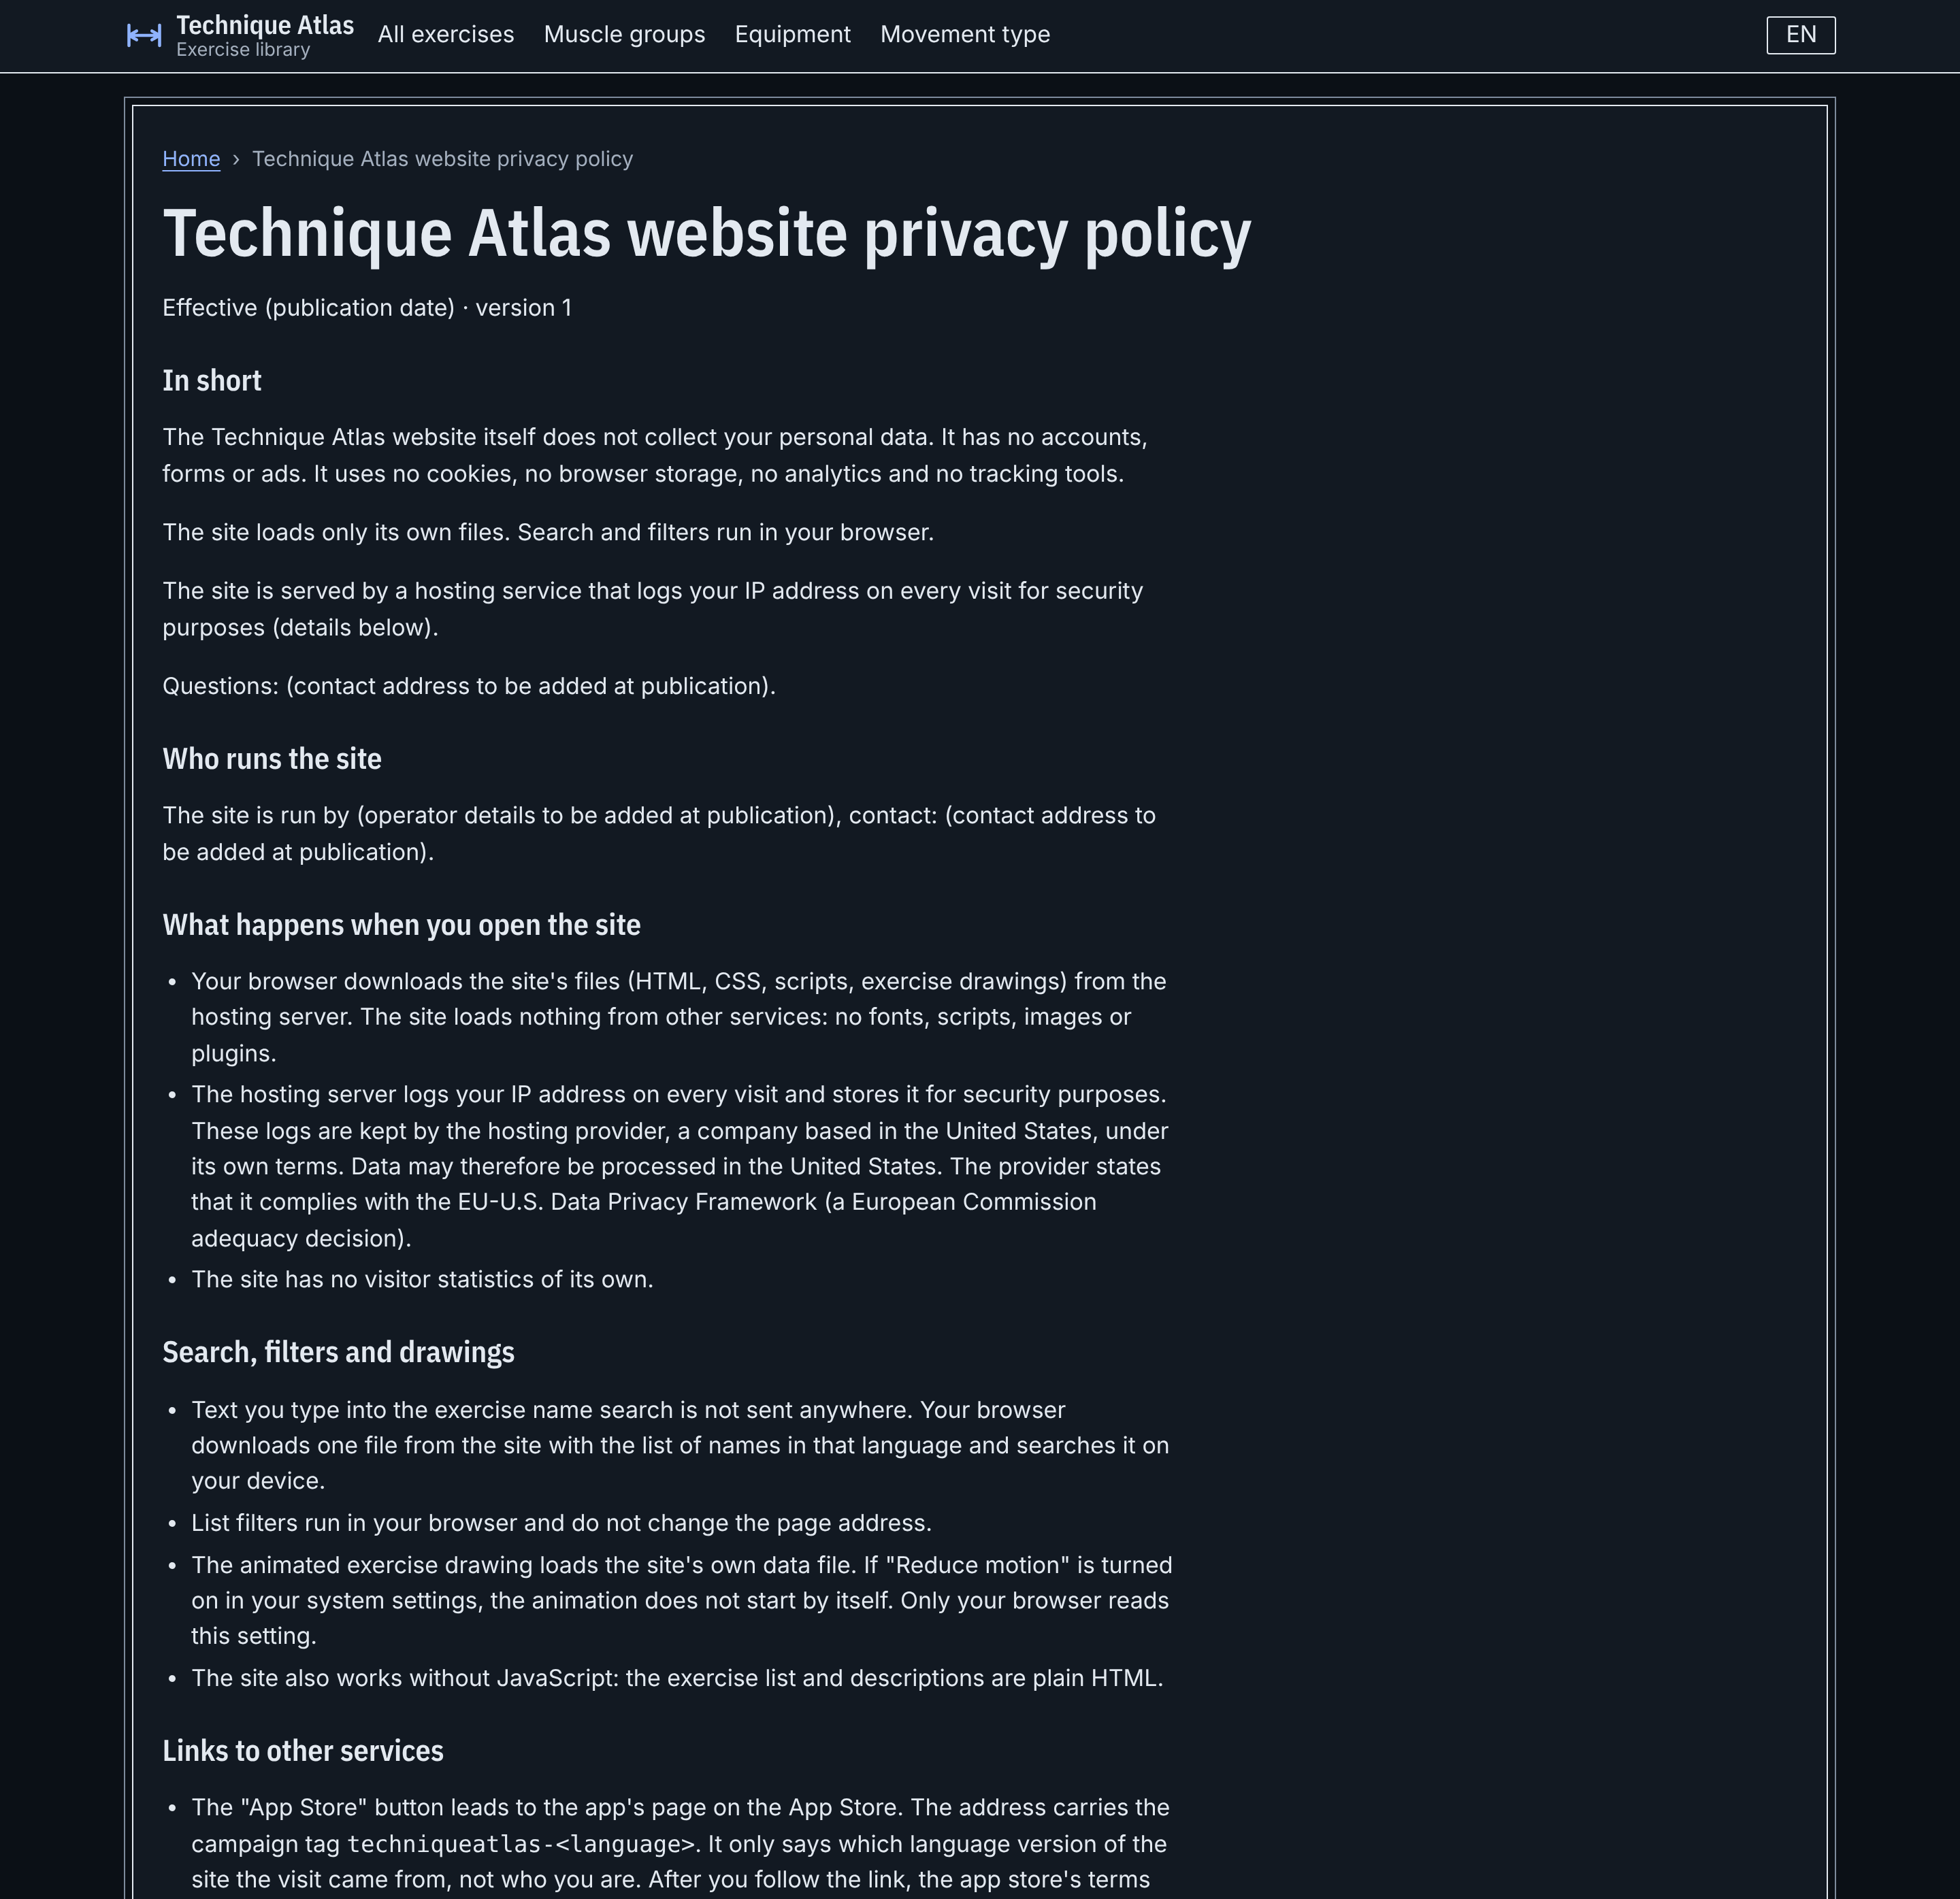 Technique Atlas
Exercise library
All exercises
Muscle groups
Equipment
Movement type
EN
Home › Technique Atlas website privacy policy
Technique Atlas website privacy policy
Effective (publication date) · version 1
In short
The Technique Atlas website itself does not collect your personal data. It has no accounts,
forms or ads. It uses no cookies, no browser storage, no analytics and no tracking tools.
The site loads only its own files. Search and filters run in your browser.
The site is served by a hosting service that logs your IP address on every visit for security
purposes (details below).
Questions: (contact address to be added at publication).
Who runs the site
The site is run by (operator details to be added at publication), contact: (contact address to
be added at publication).
What happens when you open the site
• Your browser downloads the site's files (HTML, CSS, scripts, exercise drawings) from the
hosting server. The site loads nothing from other services: no fonts, scripts, images or
plugins.
• The hosting server logs your IP address on every visit and stores it for security purposes.
These logs are kept by the hosting provider, a company based in the United States, under
its own terms. Data may therefore be processed in the United States. The provider states
that it complies with the EU-U.S. Data Privacy Framework (a European Commission
adequacy decision).
• The site has no visitor statistics of its own.
Search, filters and drawings
• Text you type into the exercise name search is not sent anywhere. Your browser
downloads one file from the site with the list of names in that language and searches it on
your device.
• List filters run in your browser and do not change the page address.
• The animated exercise drawing loads the site's own data file. If "Reduce motion" is turned
on in your system settings, the animation does not start by itself. Only your browser reads
this setting.
• The site also works without JavaScript: the exercise list and descriptions are plain HTML.
Links to other services
• The "App Store" button leads to the app's page on the App Store. The address carries the
campaign tag techniqueatlas-<language>. It only says which language version of the
site the visit came from, not who you are. After you follow the link, the app store's terms